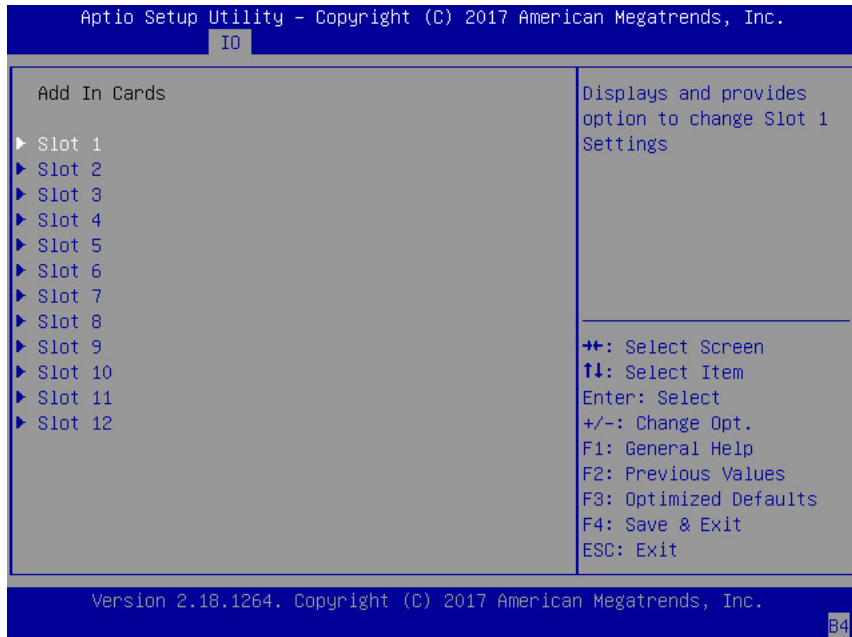 Aptio Setup Utility – Copyright (C) 2017 American Megatrends, Inc.
IO
Add In Cards
Slot 1
Slot 2
Slot 3
Slot 4
Slot 5
Slot 6
Slot 7
Slot 8
Slot 9
Slot 10
Slot 11
Slot 12
Displays and provides
option to change Slot 1
Settings
→←: Select Screen
↑↓: Select Item
Enter: Select
+/-: Change Opt.
F1: General Help
F2: Previous Values
F3: Optimized Defaults
F4: Save & Exit
ESC: Exit
Version 2.18.1264. Copyright (C) 2017 American Megatrends, Inc.
B4